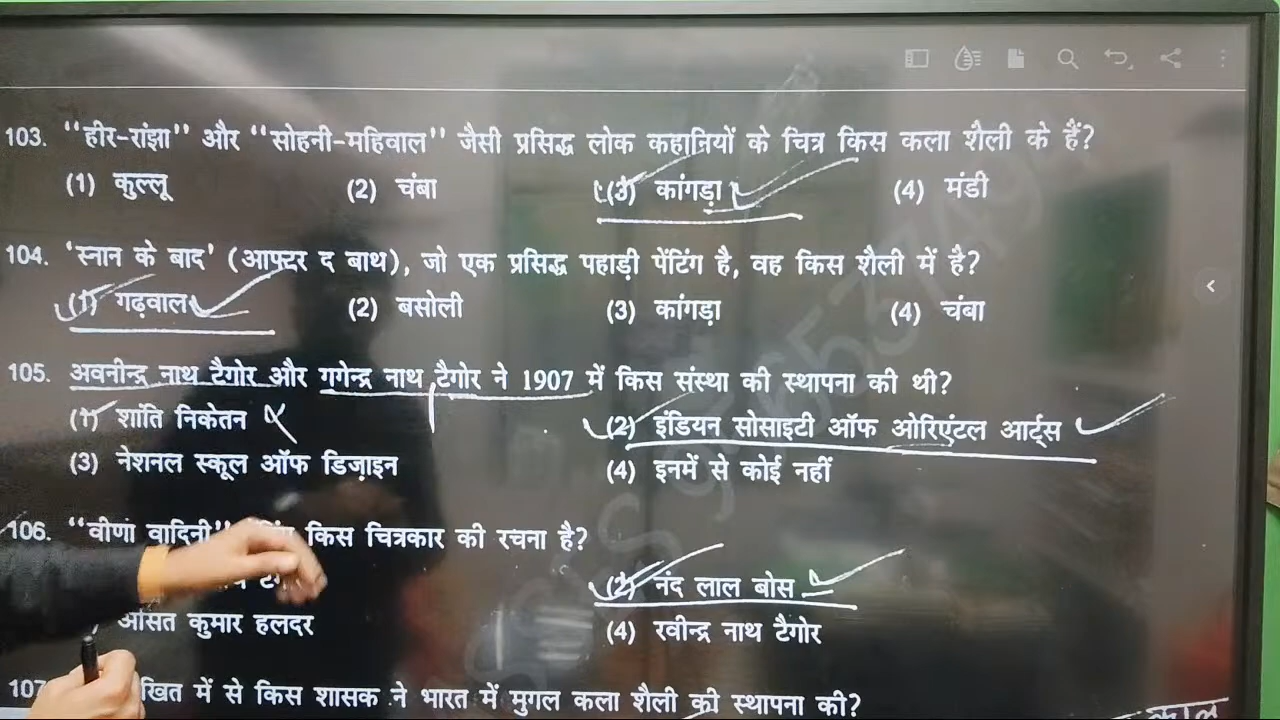 103. “हीर-रांझा” और “सोहनी-महिवाल” जैसी प्रसिद्ध लोक कहानियों के चित्र किस कला शैली के हैं?
(1) कुल्लू (2) चंबा (3) कांगड़ा (4) मंडी
104. ‘स्नान के बाद’ (आफ्टर द बाथ), जो एक प्रसिद्ध पहाड़ी पेंटिंग है, वह किस शैली में है?
(1) गढ़वाल (2) बसोली (3) कांगड़ा (4) चंबा
105. अवनीन्द्र नाथ टैगोर और गगेन्द्र नाथ टैगोर ने 1907 में किस संस्था की स्थापना की थी?
(1) शांति निकेतन (2) इंडियन सोसाइटी ऑफ ओरिएंटल आर्ट्स
(3) नेशनल स्कूल ऑफ डिज़ाइन (4) इनमें से कोई नहीं
106. “वीणा वादिनी” किस चित्रकार की रचना है?
(2) नंद लाल बोस
असित कुमार हलदर (4) रवीन्द्र नाथ टैगोर
107 में से किस शासक ने भारत में मुगल कला शैली की स्थापना की?